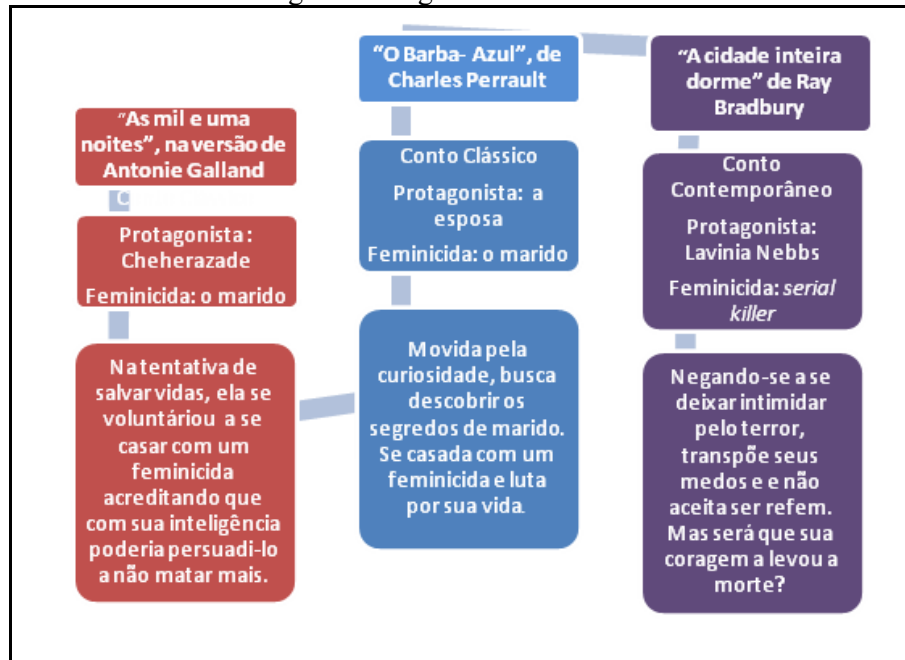 “As mil e uma
noites”, na versão de
Antonie Galland
Protagonista :
Cheherazade
Feminicida: o marido
Na tentativa de
salvar vidas, ela se
voluntáriou a se
casar com um
feminicida
acreditando que
com sua inteligência
poderia persuadi-lo
a não matar mais.
“O Barba- Azul”, de
Charles Perrault
Conto Clássico
Protagonista: a
esposa
Feminicida: o marido
Movida pela
curiosidade, busca
descobrir os
segredos de marido.
Se casada com um
feminicida e luta
por sua vida.
“A cidade inteira
dorme” de Ray
Bradbury
Conto
Contemporâneo
Protagonista:
Lavinia Nebbs
Feminicida: serial
killer
Negando-se a se
deixar intimidar
pelo terror,
transpõe seus
medos e e não
aceita ser refem.
Mas será que sua
coragem a levou a
morte?